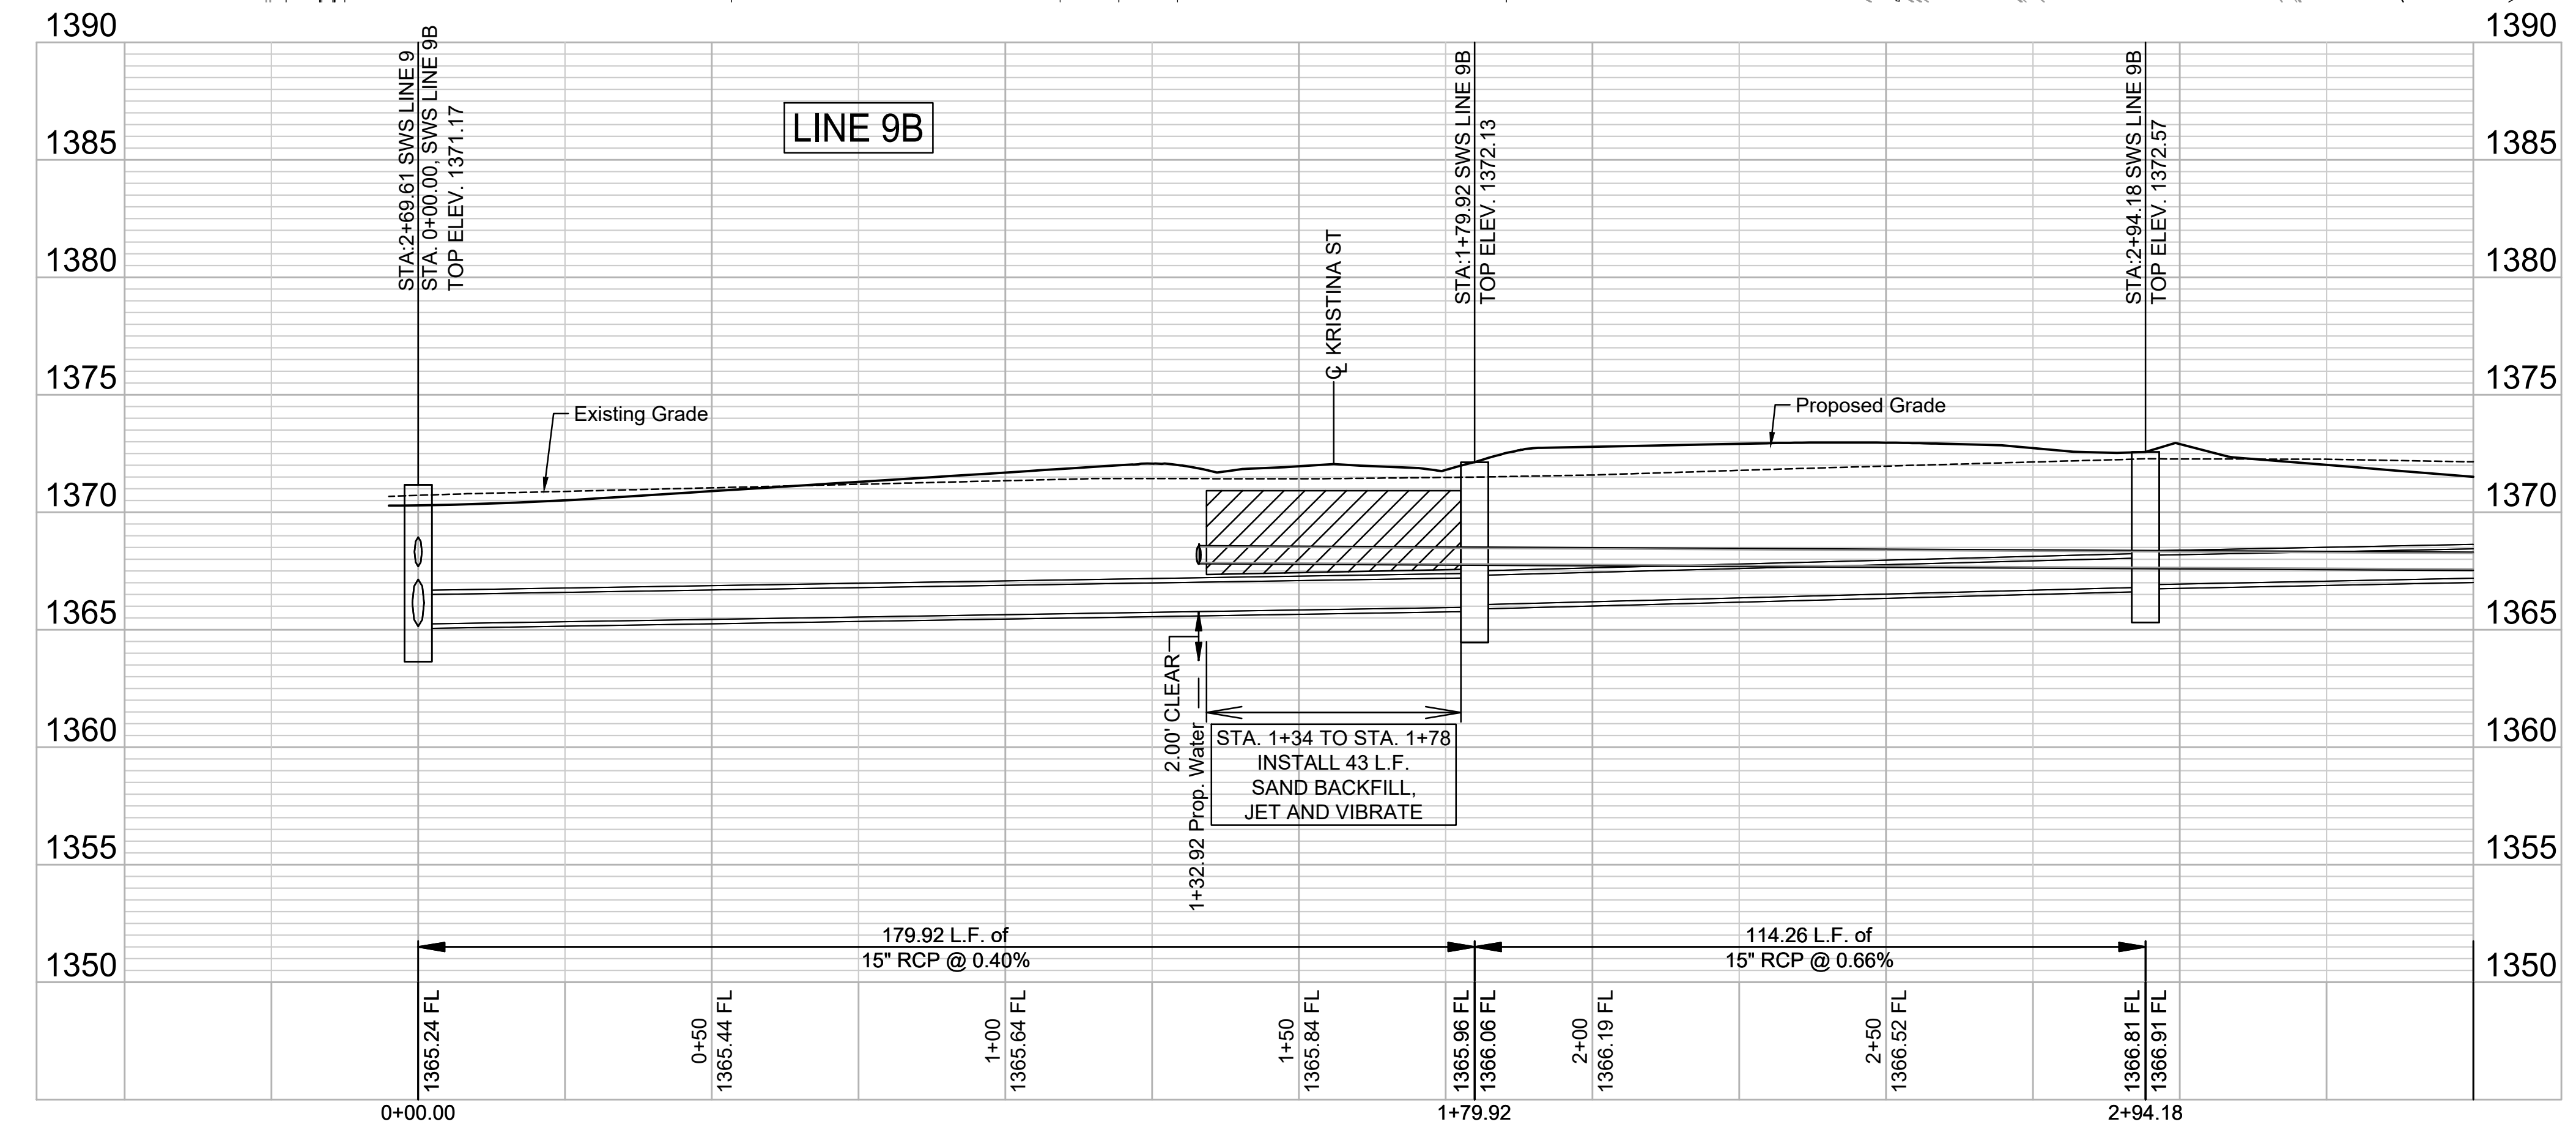 1390
1390
STA:2+69.61 SWS LINE 9
STA. 0+00.00, SWS LINE 9B
TOP ELEV. 1371.17
LINE 9B
STA:1+79.92 SWS LINE 9B
TOP ELEV. 1372.13
STA:2+94.18 SWS LINE 9B
TOP ELEV. 1372.57
1385
1385
1380
1380
℄ KRISTINA ST
1375
1375
Existing Grade
Proposed Grade
1370
1370
1365
1365
2.00' CLEAR
1+32.92 Prop. Water
1360
1360
STA. 1+34 TO STA. 1+78
INSTALL 43 L.F.
SAND BACKFILL,
JET AND VIBRATE
1355
1355
179.92 L.F. of
15" RCP @ 0.40%
114.26 L.F. of
15" RCP @ 0.66%
1350
1350
1365.24 FL
0+50
1365.44 FL
1+00
1365.64 FL
1+50
1365.84 FL
1365.96 FL
1366.06 FL
2+00
1366.19 FL
2+50
1366.52 FL
1366.81 FL
1366.91 FL
0+00.00
1+79.92
2+94.18